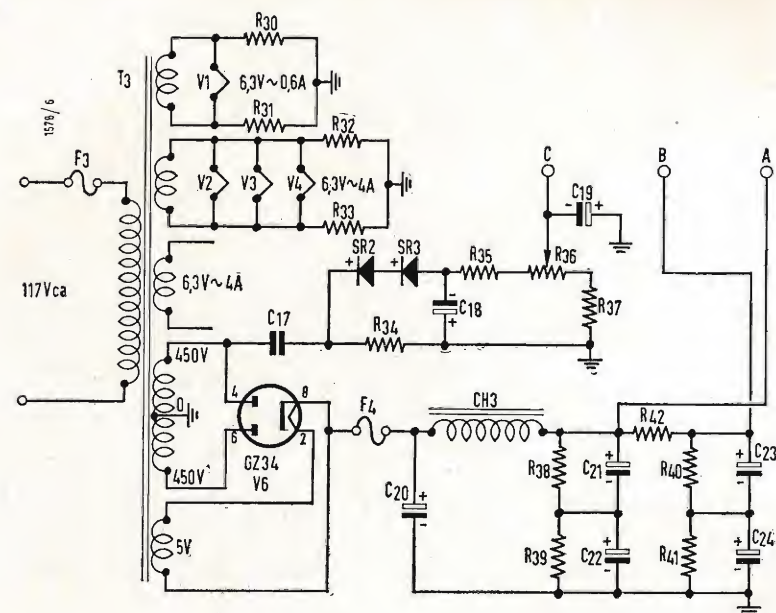 T3
1578/6
F3
117Vca
R30
V1
6,3V~0,6A
R31
R32
V2
V3
V4
6,3V~4A
R33
6,3V~4A
C
B
A
C19
- +
SR2
SR3
+
+
R35
R36
R37
C18
-
+
C17
R34
450V
0
450V
5V
4
8
6
2
GZ34
V6
F4
CH3
C20
+
-
R42
R38
R39
C21
+
-
C22
+
-
R40
R41
C23
+
-
C24
+
-